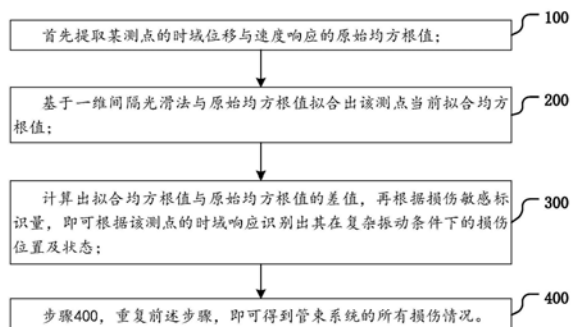 100
首先提取某测点的时域位移与速度响应的原始均方根值；
200
基于一维间隔光滑法与原始均方根值拟合出该测点当前拟合均方
根值；
300
计算出拟合均方根值与原始均方根值的差值，再根据损伤敏感标
识量，即可根据该测点的时域响应识别出其在复杂振动条件下的损伤
位置及状态；
400
步骤400，重复前述步骤，即可得到管束系统的所有损伤情况。